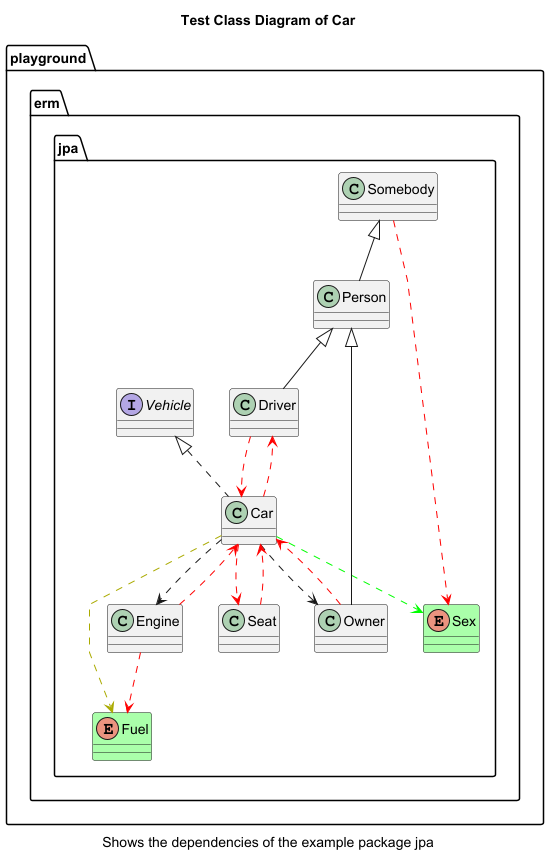 Test Class Diagram of Car
playground
erm
jpa
C Somebody
C Person
I Vehicle
C Driver
C Car
C Engine
C Seat
C Owner
E Sex
E Fuel
Shows the dependencies of the example package jpa